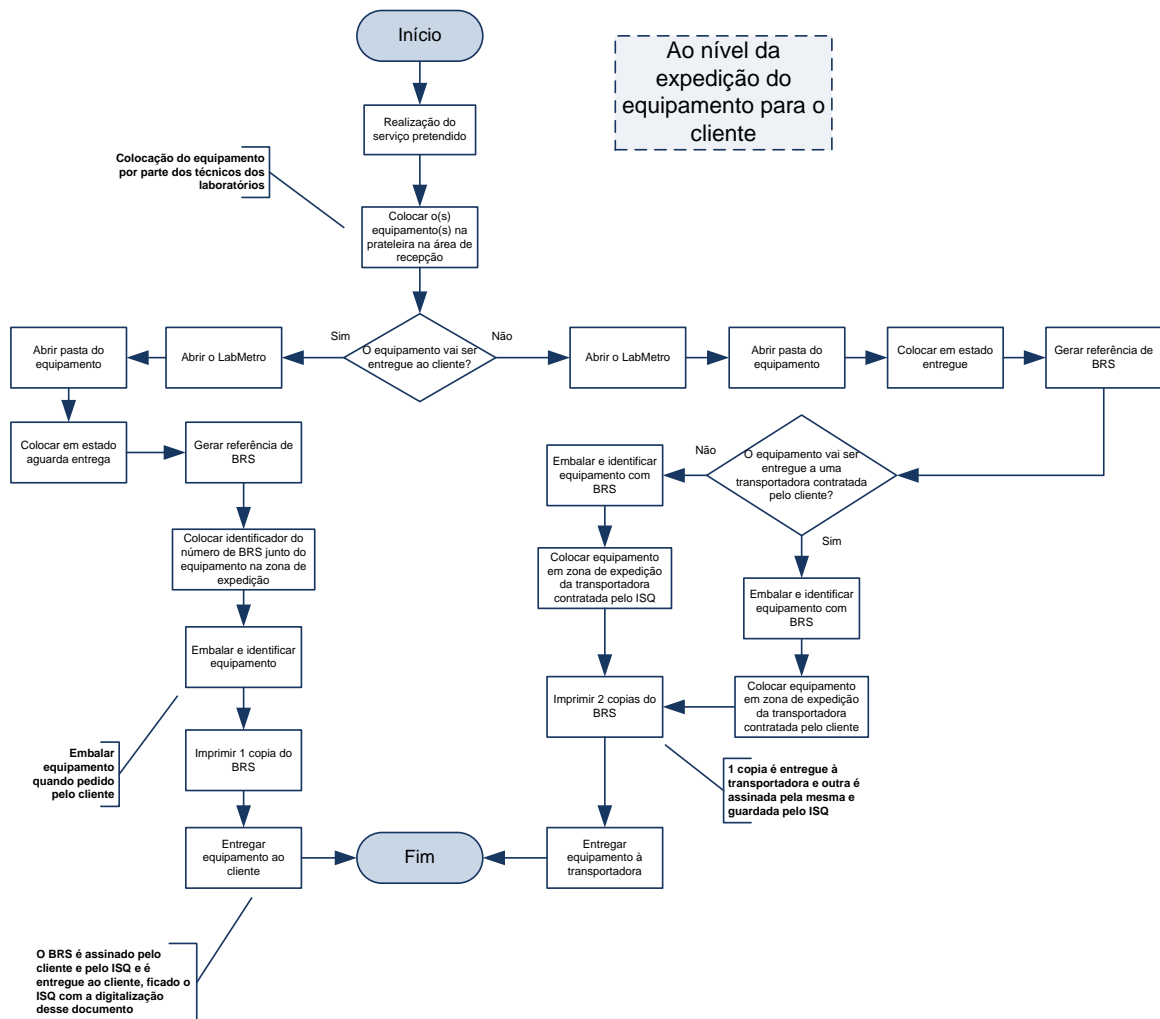 Início
Ao nível da
expedição do
equipamento para o
cliente
Realização do
serviço pretendido
Colocação do equipamento
por parte dos técnicos dos
laboratórios
Colocar o(s)
equipamento(s) na
prateleira na área de
recepção
O equipamento vai ser
entregue ao cliente?
Sim
Não
Abrir o LabMetro
Abrir pasta do
equipamento
Colocar em estado
aguarda entrega
Gerar referência de
BRS
Colocar identificador do
número de BRS junto do
equipamento na zona de
expedição
Embalar e identificar
equipamento
Embalar
equipamento
quando pedido
pelo cliente
Imprimir 1 copia do
BRS
Entregar
equipamento ao
cliente
O BRS é assinado pelo
cliente e pelo ISQ e é
entregue ao cliente, ficado o
ISQ com a digitalização
desse documento
Abrir o LabMetro
Abrir pasta do
equipamento
Colocar em estado
entregue
Gerar referência de
BRS
O equipamento vai ser
entregue a uma
transportadora contratada
pelo cliente?
Não
Sim
Embalar e identificar
equipamento com
BRS
Colocar equipamento
em zona de expedição
da transportadora
contratada pelo ISQ
Embalar e identificar
equipamento com
BRS
Colocar equipamento
em zona de expedição
da transportadora
contratada pelo cliente
Imprimir 2 copias do
BRS
1 copia é entregue à
transportadora e outra é
assinada pela mesma e
guardada pelo ISQ
Entregar
equipamento à
transportadora
Fim